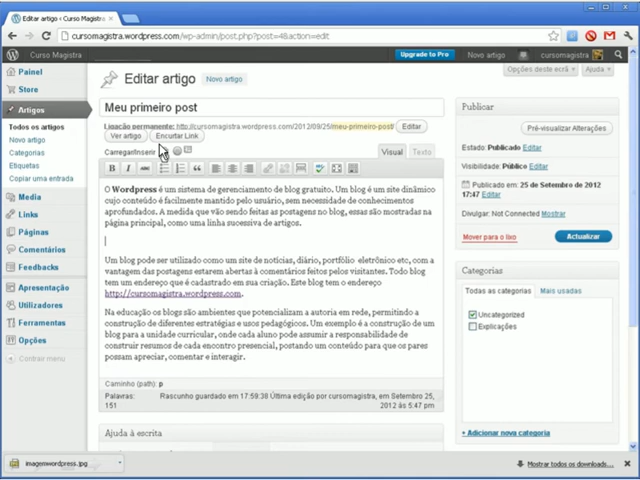 Editar artigo ‹ Curso Magistra
cursomagistra.wordpress.com/wp-admin/post.php?post=4&action=edit
Curso Magistra
Upgrade to Pro
Novo artigo
cursomagistra
Painel
Store
Artigos
Todos os artigos
Novo artigo
Categorias
Etiquetas
Copiar uma entrada
Media
Links
Páginas
Comentários
Feedbacks
Apresentação
Utilizadores
Ferramentas
Opções
Contrair menu
Opções deste ecrã
Ajuda
Editar artigo
Novo artigo
Meu primeiro post
Ligação permanente: http://cursomagistra.wordpress.com/2012/09/25/meu-primeiro-post/ Editar
Ver artigo Encurtar Link
Carregar/Inserir
Visual Texto
B I ABC
O Wordpress é um sistema de gerenciamento de blog gratuito. Um blog é um site dinâmico
cujo conteúdo é facilmente mantido pelo usuário, sem necessidade de conhecimentos
aprofundados. A medida que vão sendo feitas as postagens no blog, essas são mostradas na
página principal, como uma linha sucessiva de artigos.
Um blog pode ser utilizado como um site de notícias, diário, portfólio eletrônico etc, com a
vantagem das postagens estarem abertas à comentários feitos pelos visitantes. Todo blog
tem um endereço que é cadastrado em sua criação. Este blog tem o endereço
http://cursomagistra.wordpress.com.
Na educação os blogs são ambientes que potencializam a autoria em rede, permitindo a
construção de diferentes estratégias e usos pedagógicos. Um exemplo é a construção de um
blog para a unidade curricular, onde cada aluno pode assumir a responsabilidade de
construir resumos de cada encontro presencial, postando um conteúdo para que os pares
possam apreciar, comentar e interagir.
Caminho (path): p
Palavras: 151
Rascunho guardado em 17:59:38 Última edição por cursomagistra, em Setembro 25,
2012 às 5:47 pm
Ajuda à escrita
Publicar
Pré-visualizar Alterações
Estado: Publicado Editar
Visibilidade: Público Editar
Publicado em: 25 de Setembro de 2012
17:47 Editar
Divulgar: Not Connected Mostrar
Mover para o lixo
Actualizar
Categorias
Todas as categorias Mais usadas
Uncategorized
Explicações
+ Adicionar nova categoria
imagenwordpress.jpg
Mostrar todos os downloads...